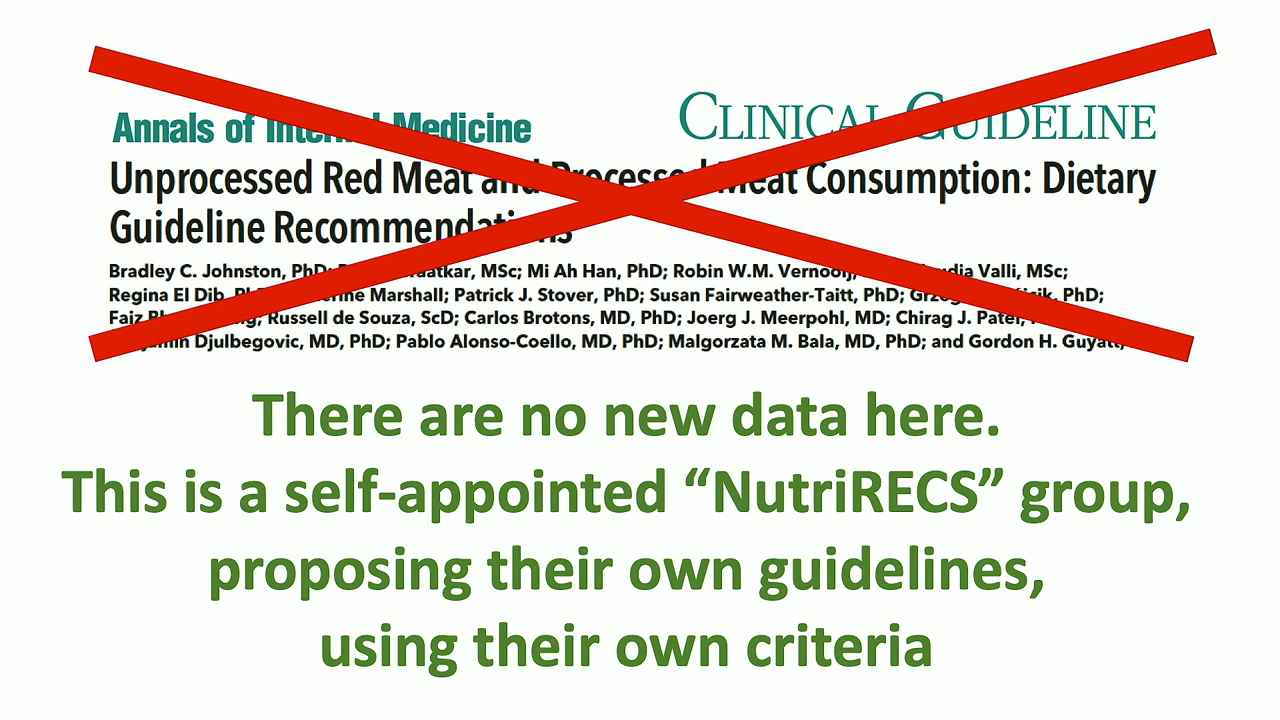 Annals of Internal Medicine
CLINICAL GUIDELINE
Unprocessed Red Meat and Processed Meat Consumption: Dietary
Guideline Recommendations
Bradley C. Johnston, PhD; MSc; Mi Ah Han, PhD; Robin W.M. Vernooij, Valli, MSc;
Regina El Dib, Marshall; Patrick J. Stover, PhD; Susan Fairweather-Taitt, PhD; PhD;
Russell de Souza, ScD; Carlos Brotons, MD, PhD; Joerg J. Meerpohl, MD; Chirag J. Patel,
Djulbegovic, MD, PhD; Pablo Alonso-Coello, MD, PhD; Malgorzata M. Bala, MD, PhD; and Gordon H. Guyatt,
There are no new data here.
This is a self-appointed “NutriRECS” group,
proposing their own guidelines,
using their own criteria